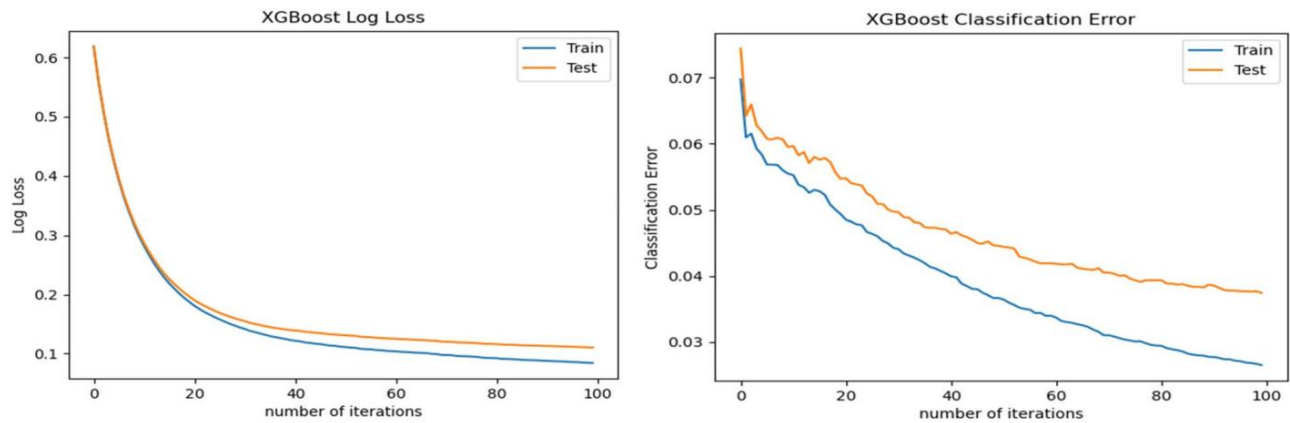 XGBoost Log Loss
Train
Test
0.6
0.5
0.4
0.3
0.2
0.1
Log Loss
0 20 40 60 80 100
number of iterations
XGBoost Classification Error
Train
Test
0.07
0.06
0.05
0.04
0.03
Classification Error
0 20 40 60 80 100
number of iterations